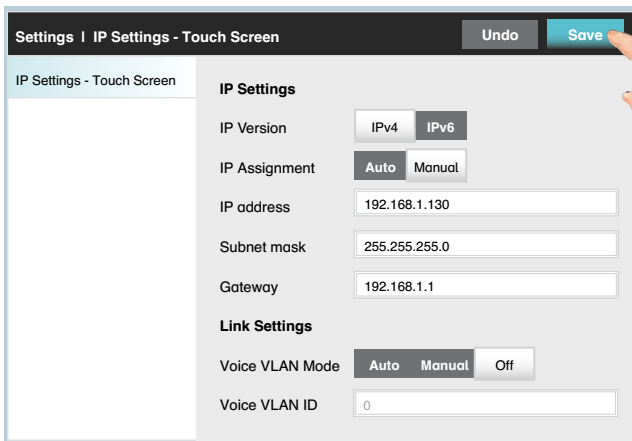 Settings | IP Settings - Touch Screen Undo Save
IP Settings - Touch Screen
IP Settings
IP Version IPv4 IPv6
IP Assignment Auto Manual
IP address 192.168.1.130
Subnet mask 255.255.255.0
Gateway 192.168.1.1
Link Settings
Voice VLAN Mode Auto Manual Off
Voice VLAN ID 0